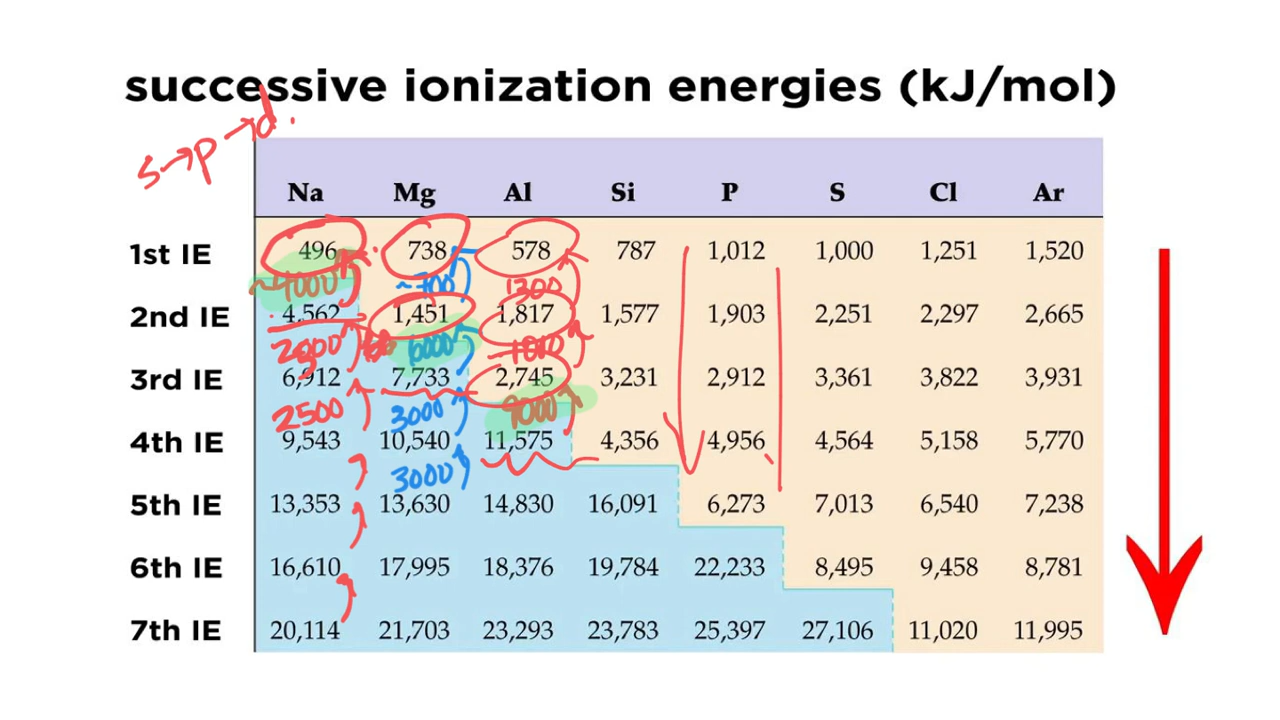 successive ionization energies (kJ/mol)
s→p→d.
Na Mg Al Si P S Cl Ar
1st IE 496 738 578 787 1,012 1,000 1,251 1,520
~4000 ~700 1300
2nd IE 4,562 1,451 1,817 1,577 1,903 2,251 2,297 2,665
6000
3rd IE 6,912 7,733 2,745 3,231 2,912 3,361 3,822 3,931
2500 3000 9000
4th IE 9,543 10,540 11,575 4,356 4,956 4,564 5,158 5,770
3000
5th IE 13,353 13,630 14,830 16,091 6,273 7,013 6,540 7,238
6th IE 16,610 17,995 18,376 19,784 22,233 8,495 9,458 8,781
7th IE 20,114 21,703 23,293 23,783 25,397 27,106 11,020 11,995